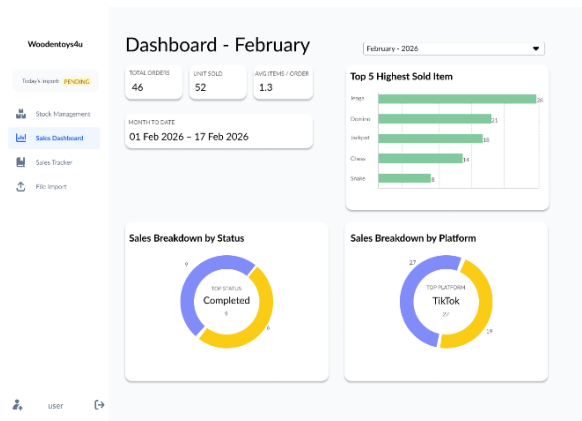 Woodentoys4u
Today's Import: PENDING
Stock Management
Sales Dashboard
Sales Tracker
File Import
user
Dashboard - February
February - 2026
TOTAL ORDERS
46
UNIT SOLD
52
AVG ITEMS / ORDER
1.3
MONTH TO DATE
01 Feb 2026 – 17 Feb 2026
Top 5 Highest Sold Item
Jenga
Domino
21
Jackpot
18
Chess
14
Snake
8
Sales Breakdown by Status
9
TOP STATUS
Completed
Sales Breakdown by Platform
27
TOP PLATFORM
TikTok
27
19